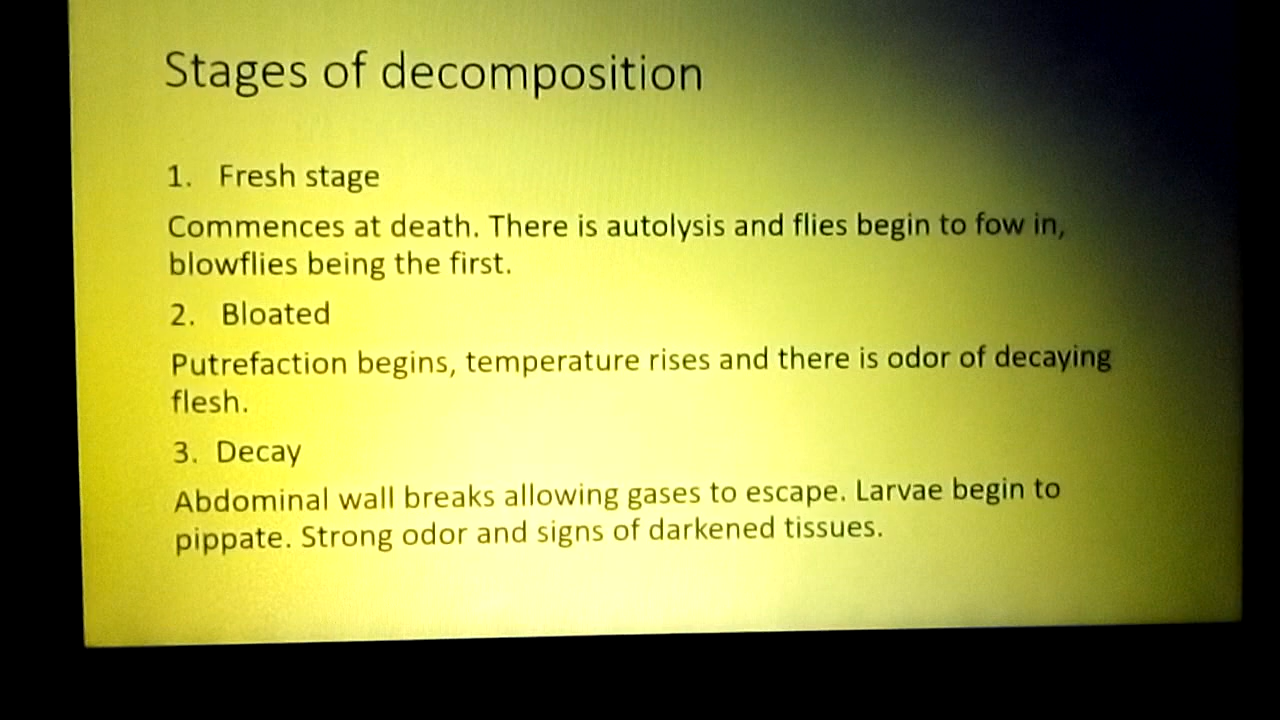 Stages of decomposition
1. Fresh stage
Commences at death. There is autolysis and flies begin to fow in,
blowflies being the first.
2. Bloated
Putrefaction begins, temperature rises and there is odor of decaying
flesh.
3. Decay
Abdominal wall breaks allowing gases to escape. Larvae begin to
pippate. Strong odor and signs of darkened tissues.